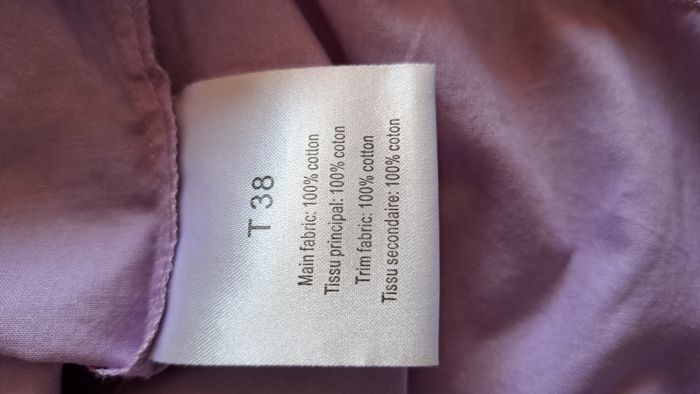 T 38
Main fabric: 100% cotton
Tissu principal: 100% coton
Trim fabric: 100% cotton
Tissu secondaire: 100% coton